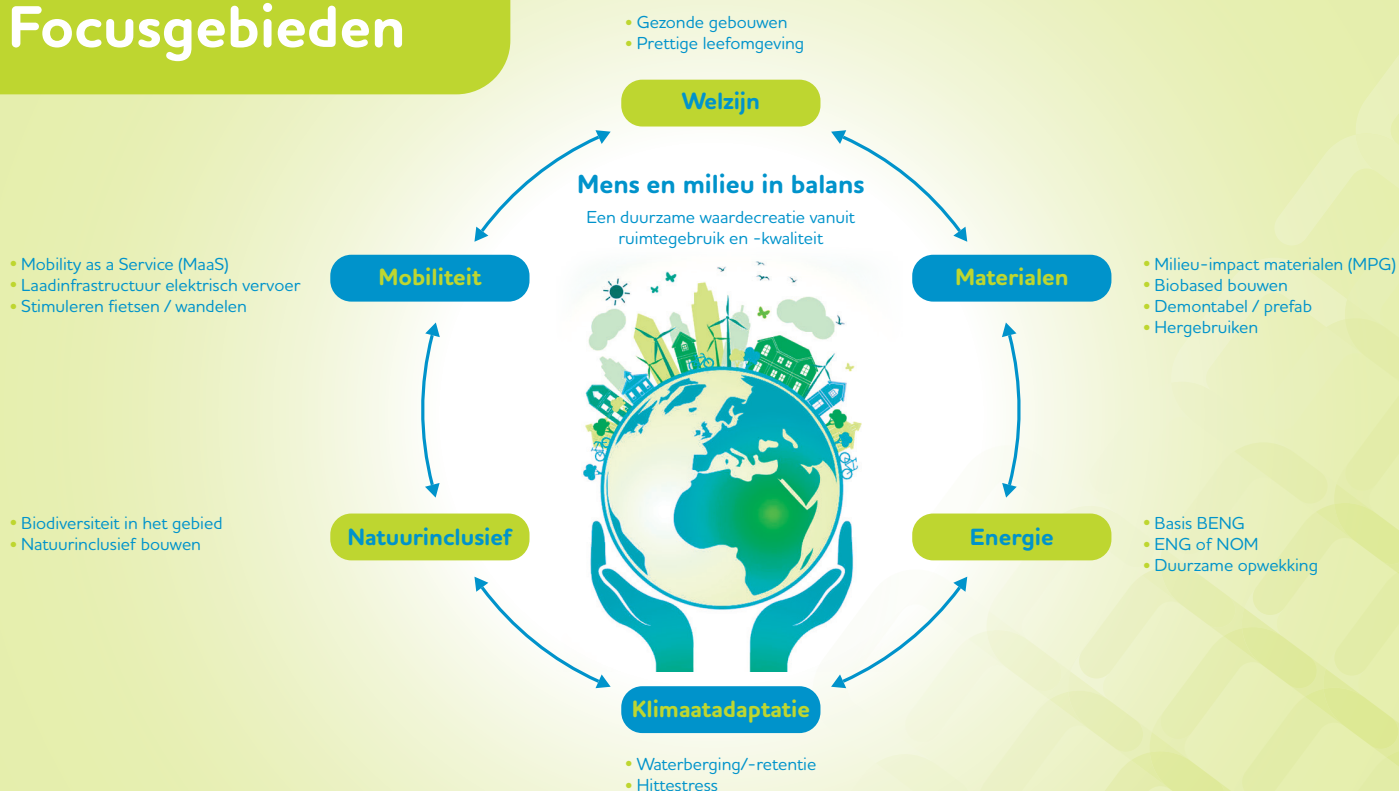 Focusgebieden
• Gezonde gebouwen
• Prettige leefomgeving
Welzijn
Mens en milieu in balans
Een duurzame waardecreatie vanuit
ruimtegebruik en -kwaliteit
• Mobility as a Service (MaaS)
• Laadinfrastructuur elektrisch vervoer
• Stimuleren fietsen / wandelen
Mobiliteit
Materialen
• Milieu-impact materialen (MPG)
• Biobased bouwen
• Demontabel / prefab
• Hergebruiken
• Biodiversiteit in het gebied
• Natuurinclusief bouwen
Natuurinclusief
Energie
• Basis BENG
• ENG of NOM
• Duurzame opwekking
Klimaatadaptatie
• Waterberging/-retentie
• Hittestress